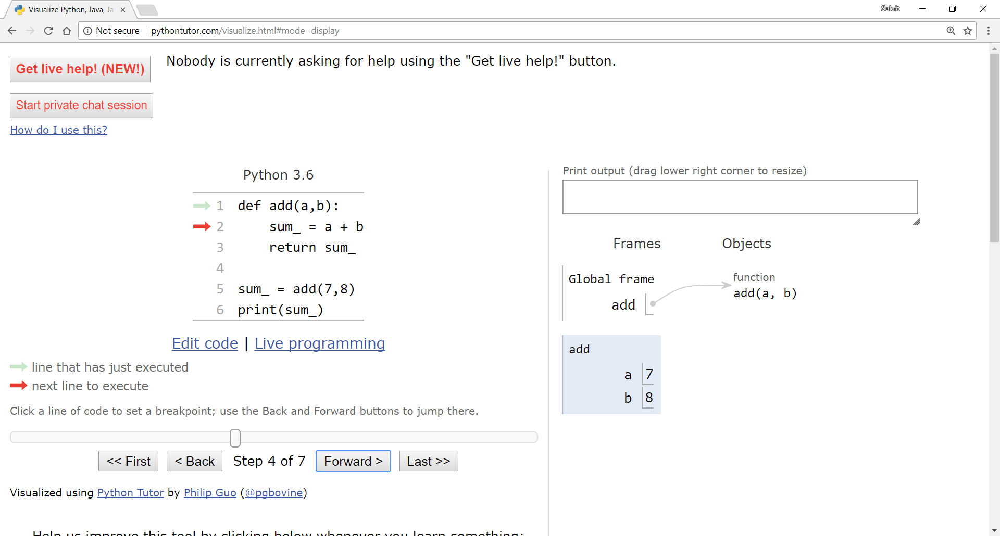 Visualize Python, Java, Ja
Sukrit
Not secure
pythontutor.com/visualize.html#mode=display
Get live help! (NEW!)
Nobody is currently asking for help using the "Get live help!" button.
Start private chat session
How do I use this?
Python 3.6
1 def add(a,b):
2     sum_ = a + b
3     return sum_
4
5 sum_ = add(7,8)
6 print(sum_)
Edit code | Live programming
line that has just executed
next line to execute
Click a line of code to set a breakpoint; use the Back and Forward buttons to jump there.
<< First < Back Step 4 of 7 Forward > Last >>
Visualized using Python Tutor by Philip Guo (@pgbovine)
Help us improve this tool by clicking below whenever you learn something:
Print output (drag lower right corner to resize)
Frames Objects
Global frame
add
function
add(a, b)
add
a 7
b 8